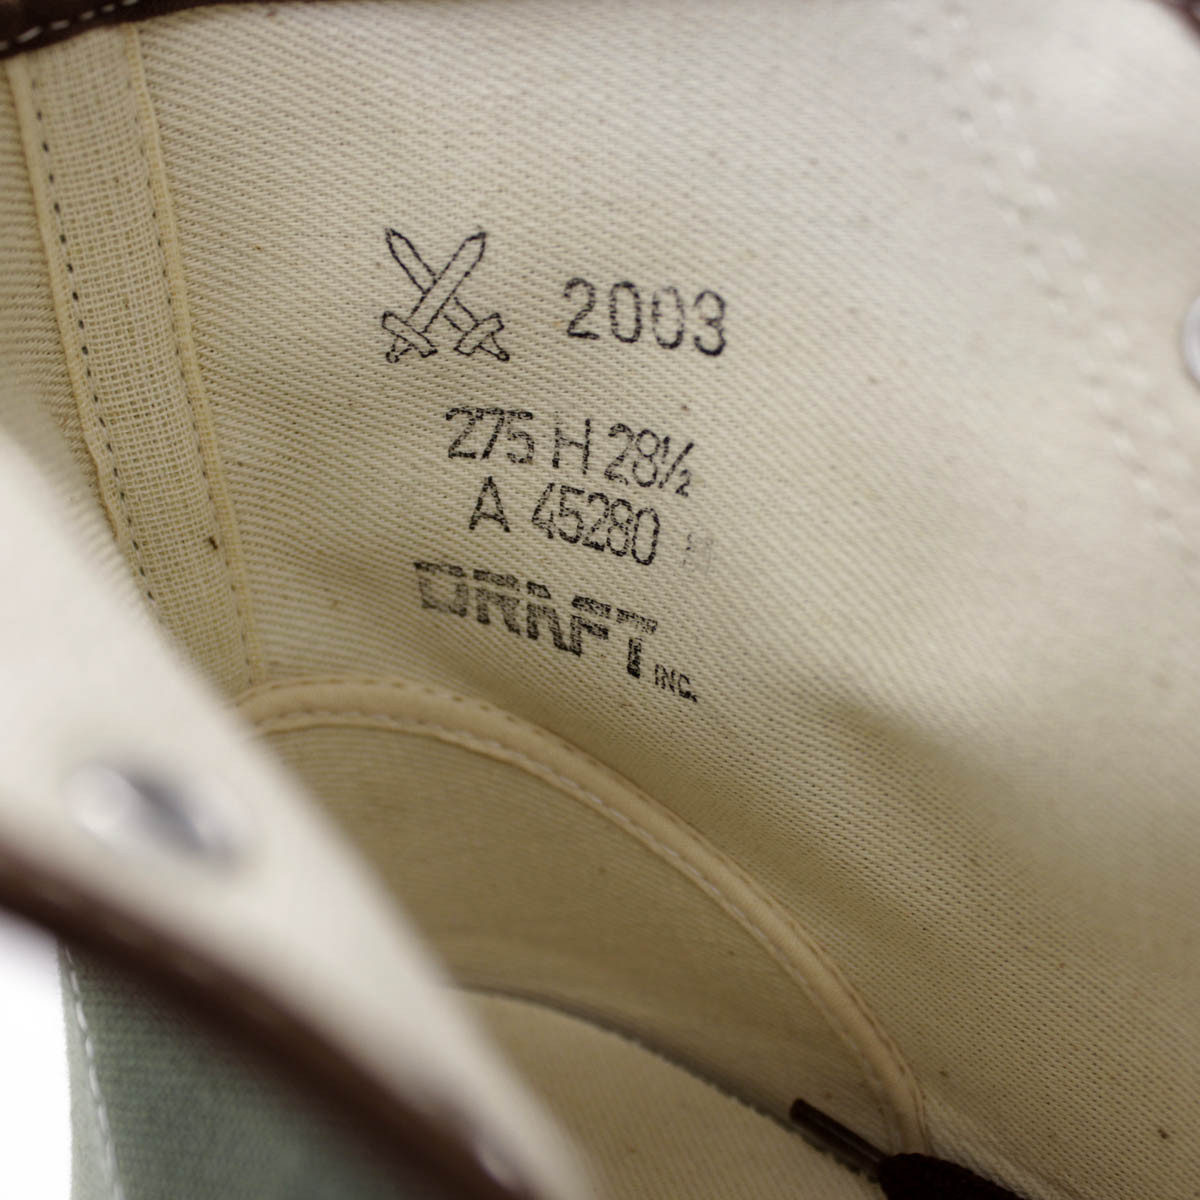 2003
275 H 28½
A 45280
DRAFT INC.